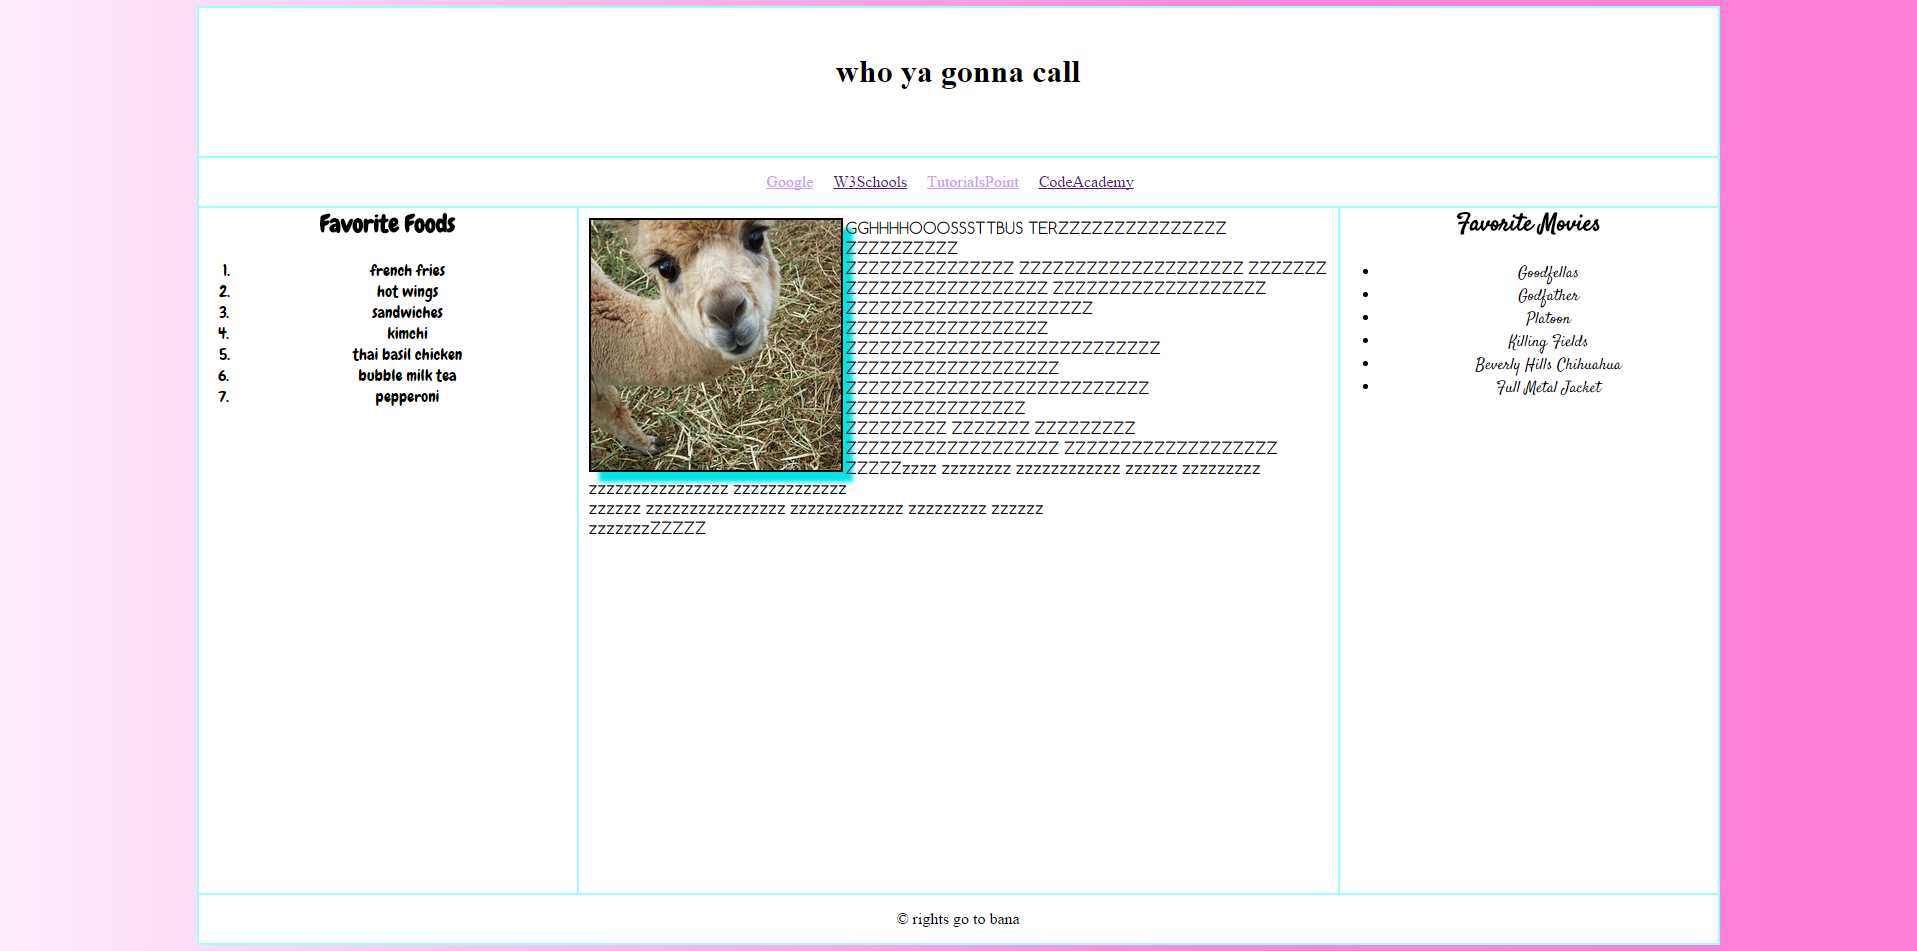 who ya gonna call
Google W3Schools TutorialsPoint CodeAcademy
Favorite Foods
1. french fries
2. hot wings
3. sandwiches
4. kimchi
5. thai basil chicken
6. bubble milk tea
7. pepperoni
GGHHHHOOOSSSTTBUS TERZZZZZZZZZZZZZZZ
ZZZZZZZZZZ
ZZZZZZZZZZZZZZZ ZZZZZZZZZZZZZZZZZZZZ ZZZZZZZ
ZZZZZZZZZZZZZZZZZZ ZZZZZZZZZZZZZZZZZZZ
ZZZZZZZZZZZZZZZZZZZZZZ
ZZZZZZZZZZZZZZZZZZ
ZZZZZZZZZZZZZZZZZZZZZZZZZZZZ
ZZZZZZZZZZZZZZZZZZZ
ZZZZZZZZZZZZZZZZZZZZZZZZZZZ
ZZZZZZZZZZZZZZZZ
ZZZZZZZZZ ZZZZZZZ ZZZZZZZZZ
ZZZZZZZZZZZZZZZZZZZ ZZZZZZZZZZZZZZZZZZZ
ZZZZZzzzz zzzzzzzz zzzzzzzzzzzz zzzzzz zzzzzzzzz
zzzzzzzzzzzzzzzz zzzzzzzzzzzzz
zzzzzz zzzzzzzzzzzzzzzz zzzzzzzzzzzzz zzzzzzzzz zzzzzz
zzzzzzzZZZZZ
Favorite Movies
Goodfellas
Godfather
Platoon
Killing Fields
Beverly Hills Chihuahua
Full Metal Jacket
© rights go to bana